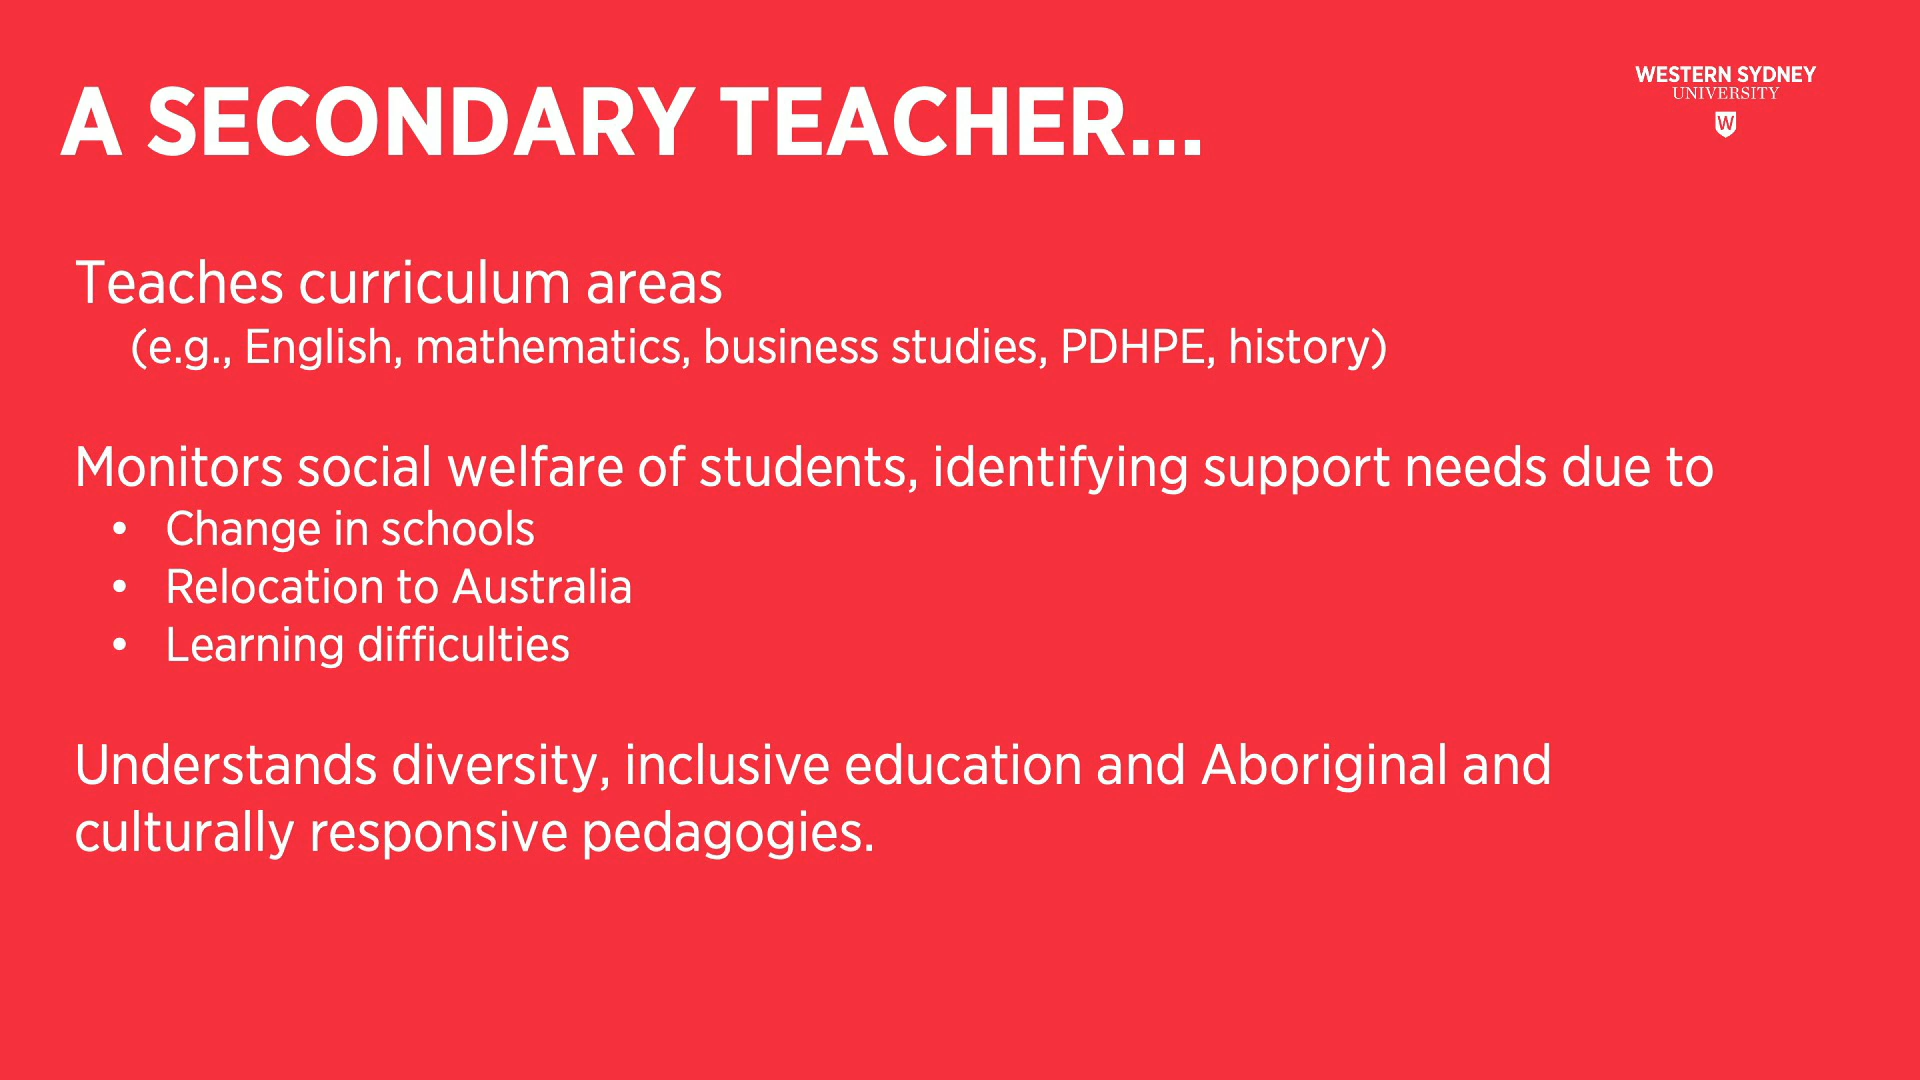 A SECONDARY TEACHER...
WESTERN SYDNEY
UNIVERSITY
W
Teaches curriculum areas
(e.g., English, mathematics, business studies, PDHPE, history)
Monitors social welfare of students, identifying support needs due to
• Change in schools
• Relocation to Australia
• Learning difficulties
Understands diversity, inclusive education and Aboriginal and
culturally responsive pedagogies.